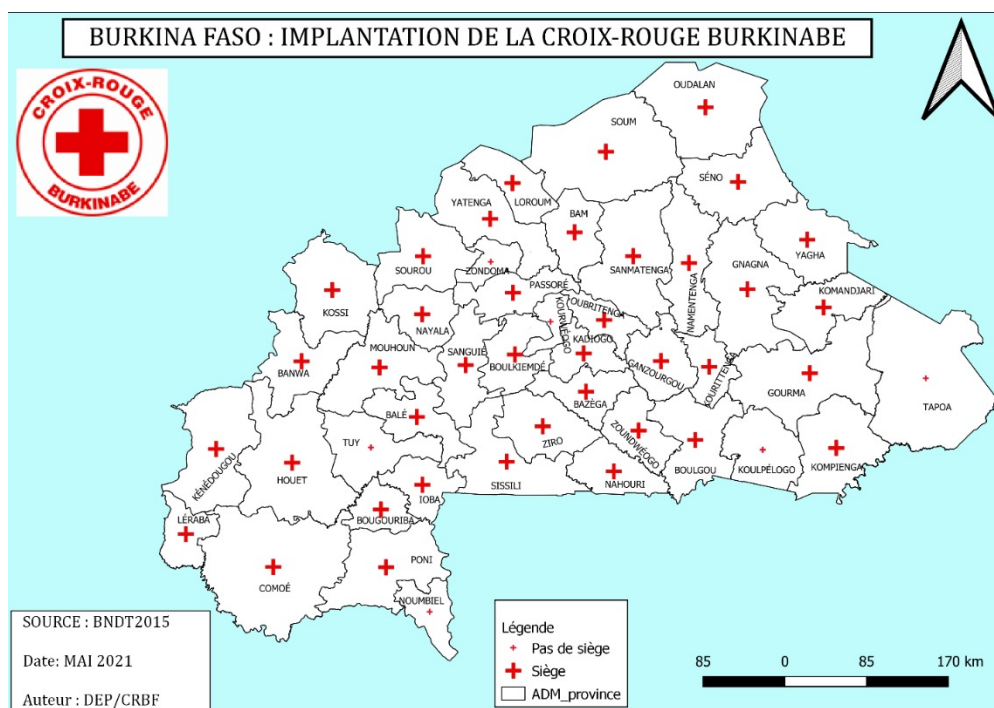 BURKINA FASO : IMPLANTATION DE LA CROIX-ROUGE BURKINABE
CROIX-ROUGE
BURKINABE
OUDALAN
SOUM
SÉNO
LOROUM
YATENGA
BAM
YAGHA
SOUROU
ZONDOMA
SANMATENGA
GNAGNA
NAMENTENGA
PASSORÉ
KOMANDJARI
KOSSI
NAYALA
KOURWÉOGO
OUBRITENGA
MOUHOUN
SANGUIÉ
KADIOGO
BOULKIEMDÉ
BANWA
GANZOURGOU
KOURITTENGA
GOURMA
TAPOA
BAZÈGA
BALÉ
TUY
ZIRO
ZOUNDWÉOGO
BOULGOU
KOULPÉLOGO
KOMPIENGA
KÉNÉDOUGOU
HOUET
SISSILI
NAHOURI
IOBA
BOUGOURIBA
LÉRABA
PONI
COMOÉ
NOUMBIEL
SOURCE : BNDT2015
Date: MAI 2021
Auteur : DEP/CRBF
Légende
Pas de siège
Siège
ADM_province
85 0 85 170 km